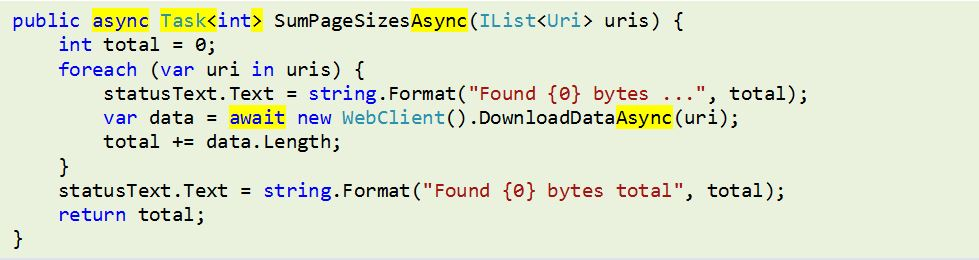 public async Task<int> SumPageSizesAsync(IList<Uri> uris) {
    int total = 0;
    foreach (var uri in uris) {
        statusText.Text = string.Format("Found {0} bytes ...", total);
        var data = await new WebClient().DownloadDataAsync(uri);
        total += data.Length;
    }
    statusText.Text = string.Format("Found {0} bytes total", total);
    return total;
}